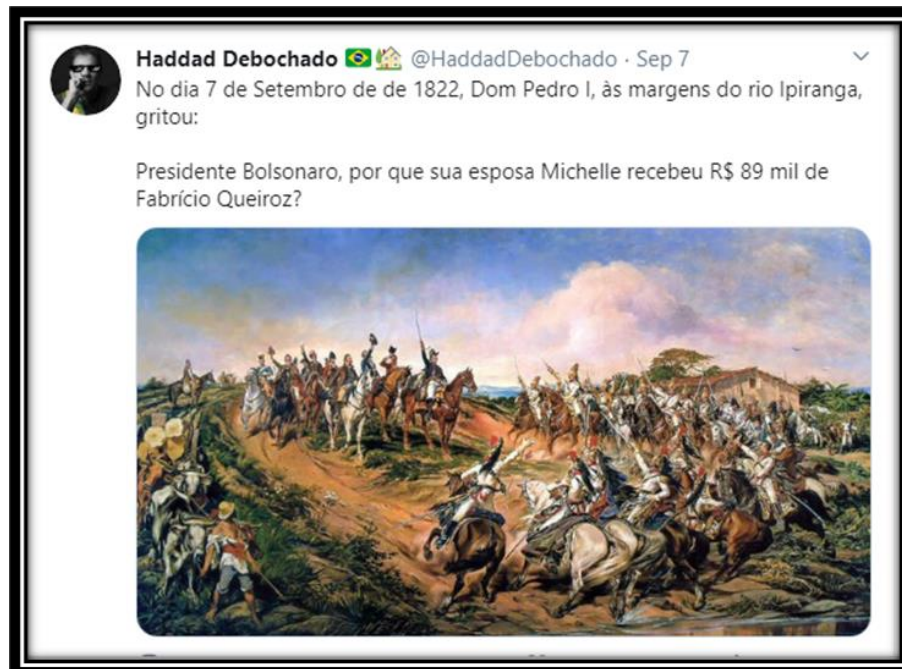 Haddad Debochado 🇧🇷🏡 @HaddadDebochado · Sep 7
No dia 7 de Setembro de de 1822, Dom Pedro I, às margens do rio Ipiranga,
gritou:
Presidente Bolsonaro, por que sua esposa Michelle recebeu R$ 89 mil de
Fabrício Queiroz?